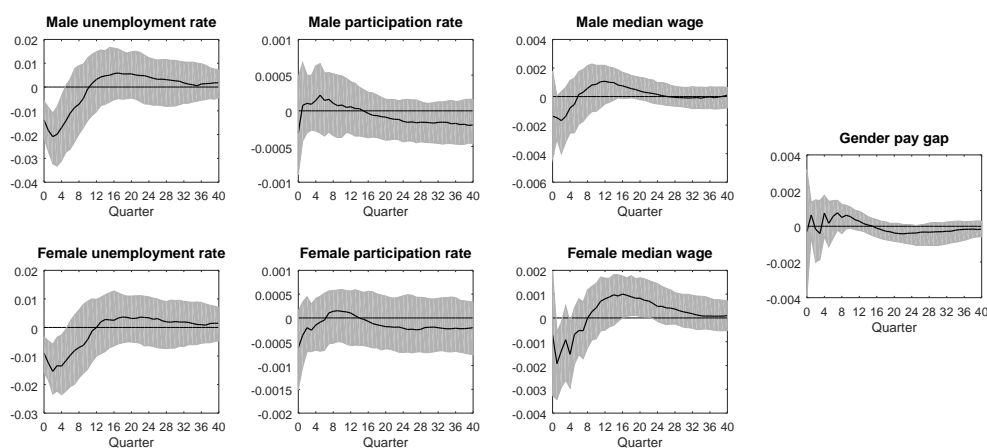 Male unemployment rate
0.02
0.01
0
-0.01
-0.02
-0.03
-0.04
0 4 8 12 16 20 24 28 32 36 40
Quarter
Male participation rate
0.001
0.0005
0
-0.0005
-0.001
0 4 8 12 16 20 24 28 32 36 40
Quarter
Male median wage
0.004
0.002
0
-0.002
-0.004
-0.006
0 4 8 12 16 20 24 28 32 36 40
Quarter
Gender pay gap
0.004
0.002
0
-0.002
-0.004
0 4 8 12 16 20 24 28 32 36 40
Quarter
Female unemployment rate
0.02
0.01
0
-0.01
-0.02
-0.03
0 4 8 12 16 20 24 28 32 36 40
Quarter
Female participation rate
0.001
0.0005
0
-0.0005
-0.001
-0.0015
-0.002
0 4 8 12 16 20 24 28 32 36 40
Quarter
Female median wage
0.002
0.001
0
-0.001
-0.002
-0.003
-0.004
0 4 8 12 16 20 24 28 32 36 40
Quarter